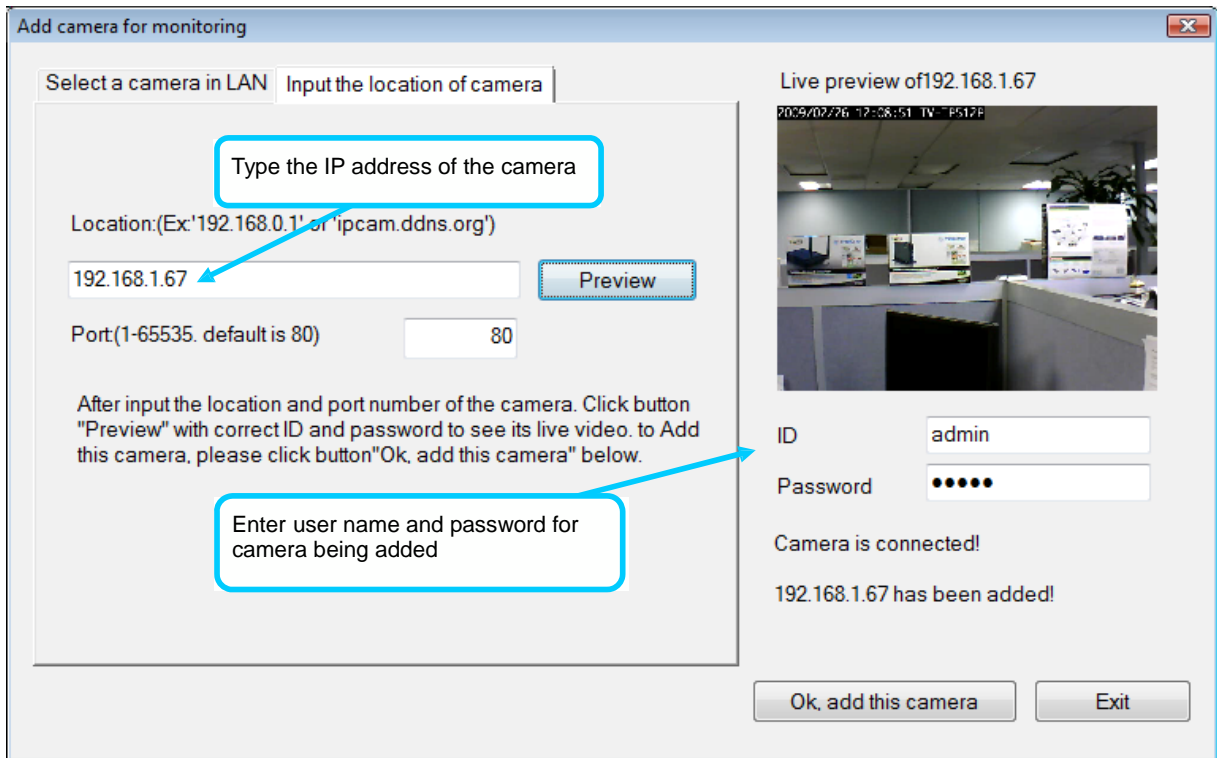 Add camera for monitoring
Select a camera in LAN
Input the location of camera
Type the IP address of the camera
Location:(Ex:'192.168.0.1' or 'ipcam.ddns.org')
192.168.1.67
Preview
Port:(1-65535. default is 80)
80
After input the location and port number of the camera. Click button
"Preview" with correct ID and password to see its live video. to Add
this camera, please click button"Ok, add this camera" below.
Enter user name and password for
camera being added
Live preview of192.168.1.67
2009/02/26 12:08:51
ID
admin
Password
●●●●●
Camera is connected!
192.168.1.67 has been added!
Ok, add this camera
Exit